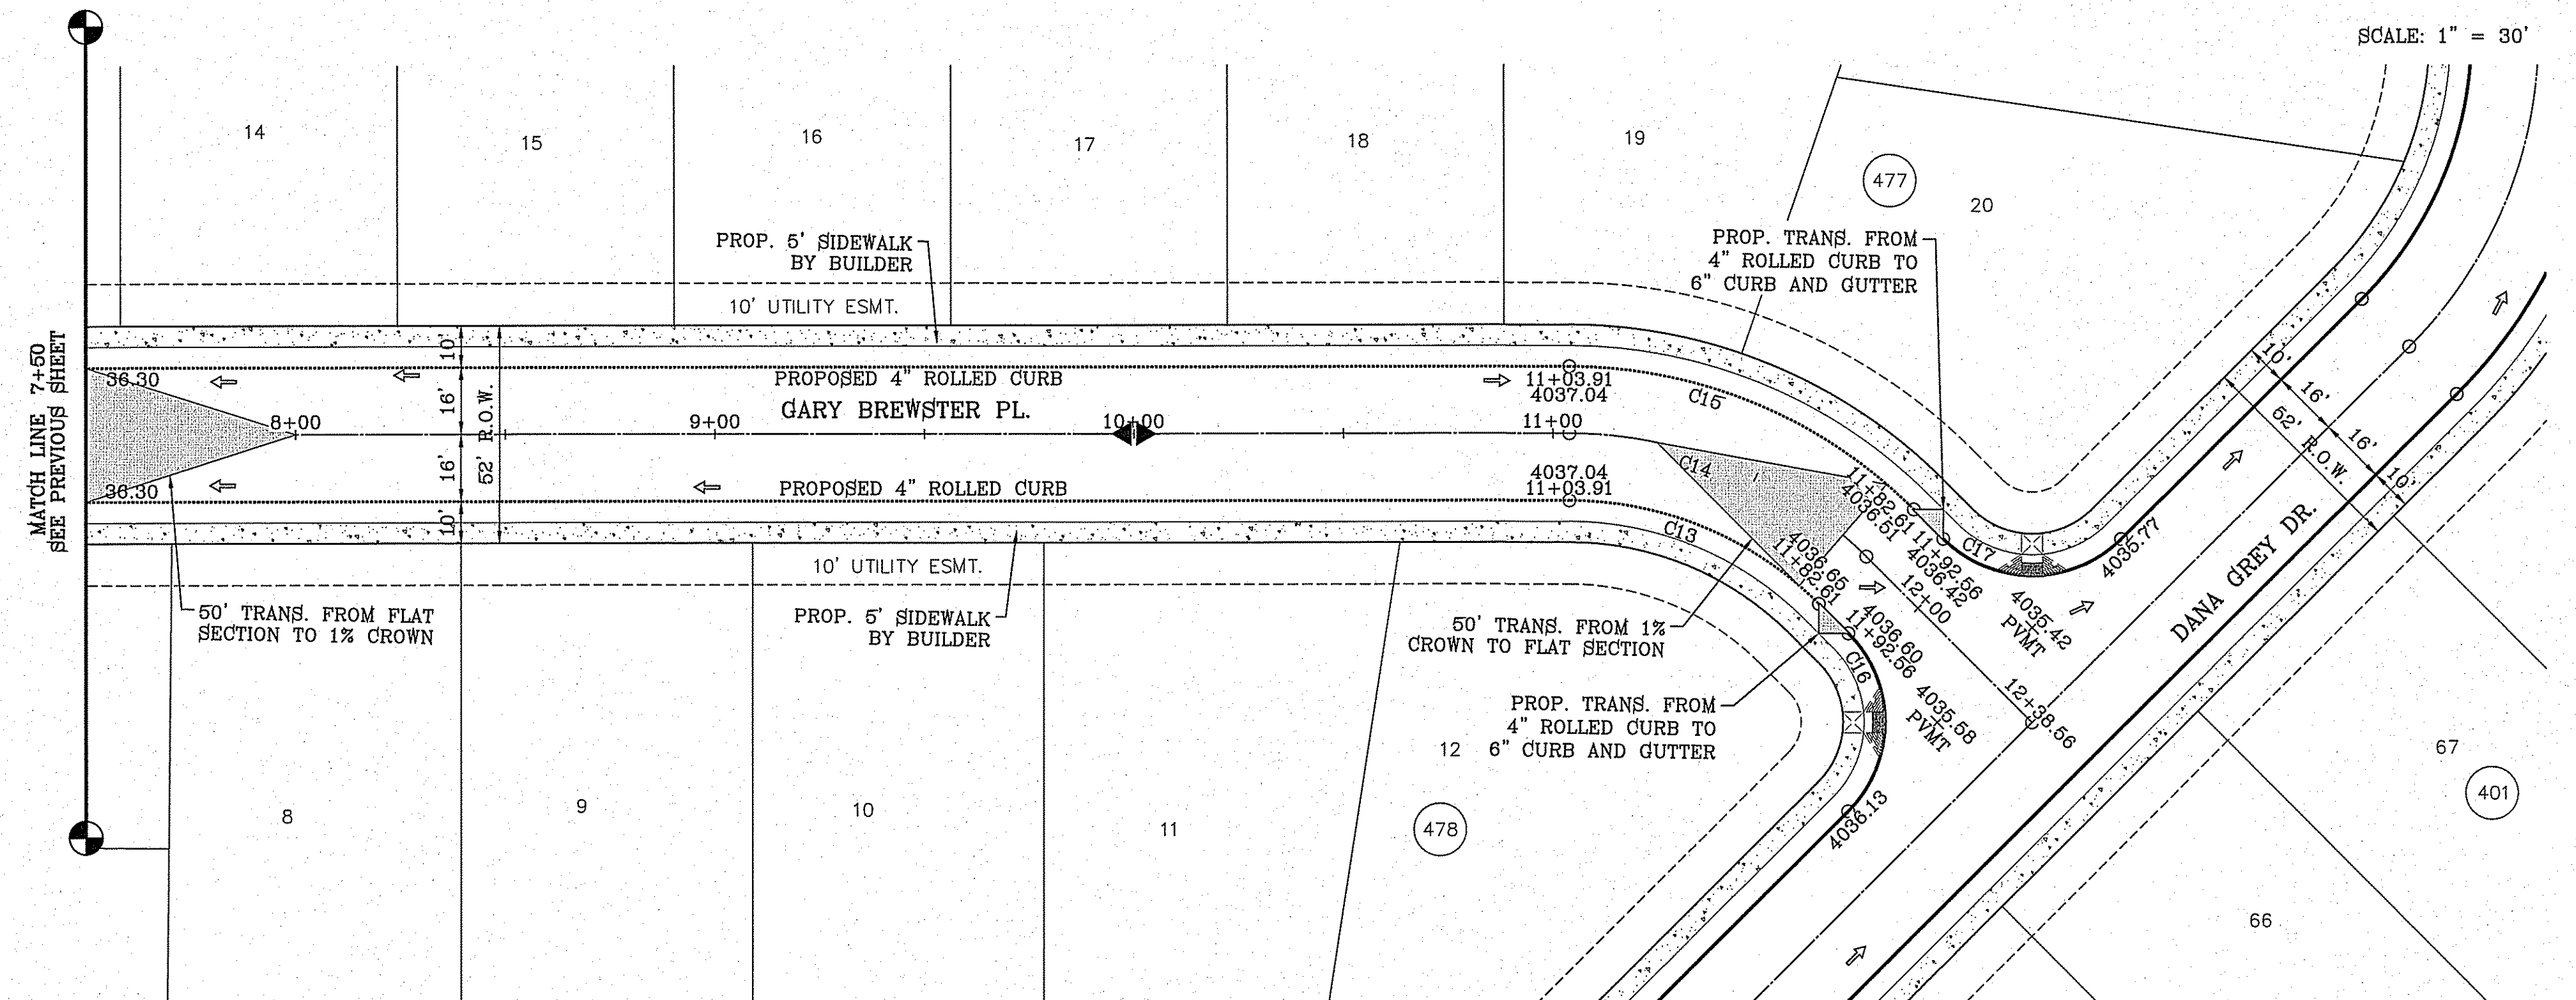 SCALE: 1" = 30'
14
15
16
17
18
19
477
20
PROP. 5' SIDEWALK
BY BUILDER
PROP. TRANS. FROM
4" ROLLED CURB TO
6" CURB AND GUTTER
10' UTILITY ESMT.
MATCH LINE 7+50
SEE PREVIOUS SHEET
36.30
10'
16'
16'
10'
52' R.O.W.
PROPOSED 4" ROLLED CURB
GARY BREWSTER PL.
8+00
9+00
10+00
11+00
11+03.91
4037.04
C15
C14
36.30
PROPOSED 4" ROLLED CURB
4037.04
11+03.91
C13
11+82.61
4036.51
11+92.56
4036.42
C17
4035.77
12+00
4036.65
11+82.61
4036.60
11+92.56
C16
4035.42
PVMT
4035.58
PVMT
12+38.56
4036.13
10'
16'
52' R.O.W.
16'
10'
DANA GREY DR.
10' UTILITY ESMT.
50' TRANS. FROM FLAT
SECTION TO 1% CROWN
PROP. 5' SIDEWALK
BY BUILDER
50' TRANS. FROM 1%
CROWN TO FLAT SECTION
PROP. TRANS. FROM
4" ROLLED CURB TO
6" CURB AND GUTTER
12
8
9
10
11
478
67
401
66